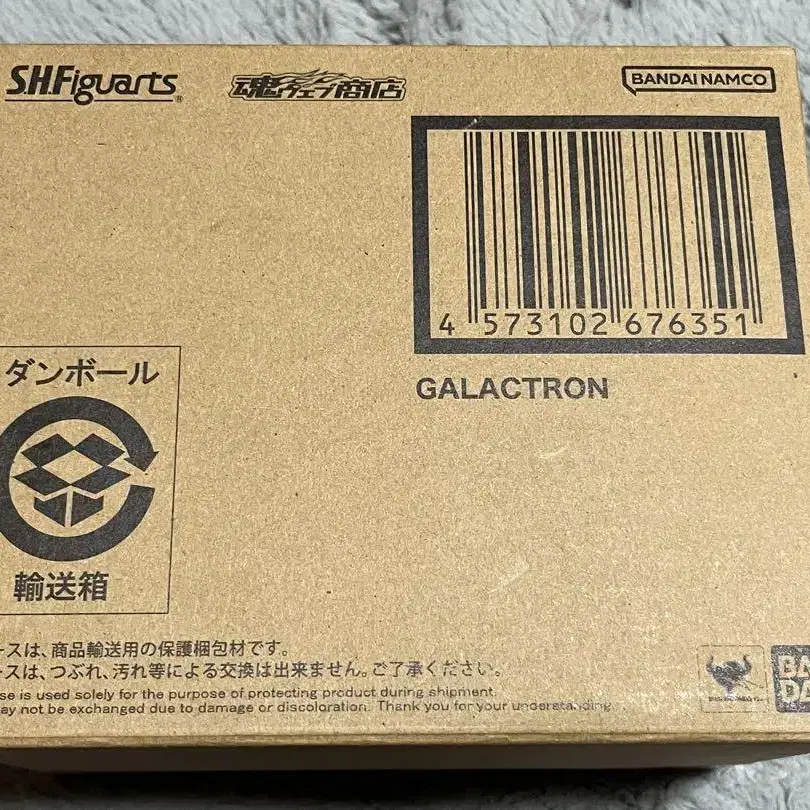 S.H.Figuarts
魂ウェブ商店
BANDAI NAMCO
4 573102 676351
GALACTRON
ダンボール
輸送箱
ースは、商品輸送用の保護梱包材です。
ースは、つぶれ、汚れ等による交換は出来ません。ご了承ください。
se is used solely for the purpose of protecting product during shipment.
ay not be exchanged due to damage or discoloration. Thank you for your understanding.
BA
DA